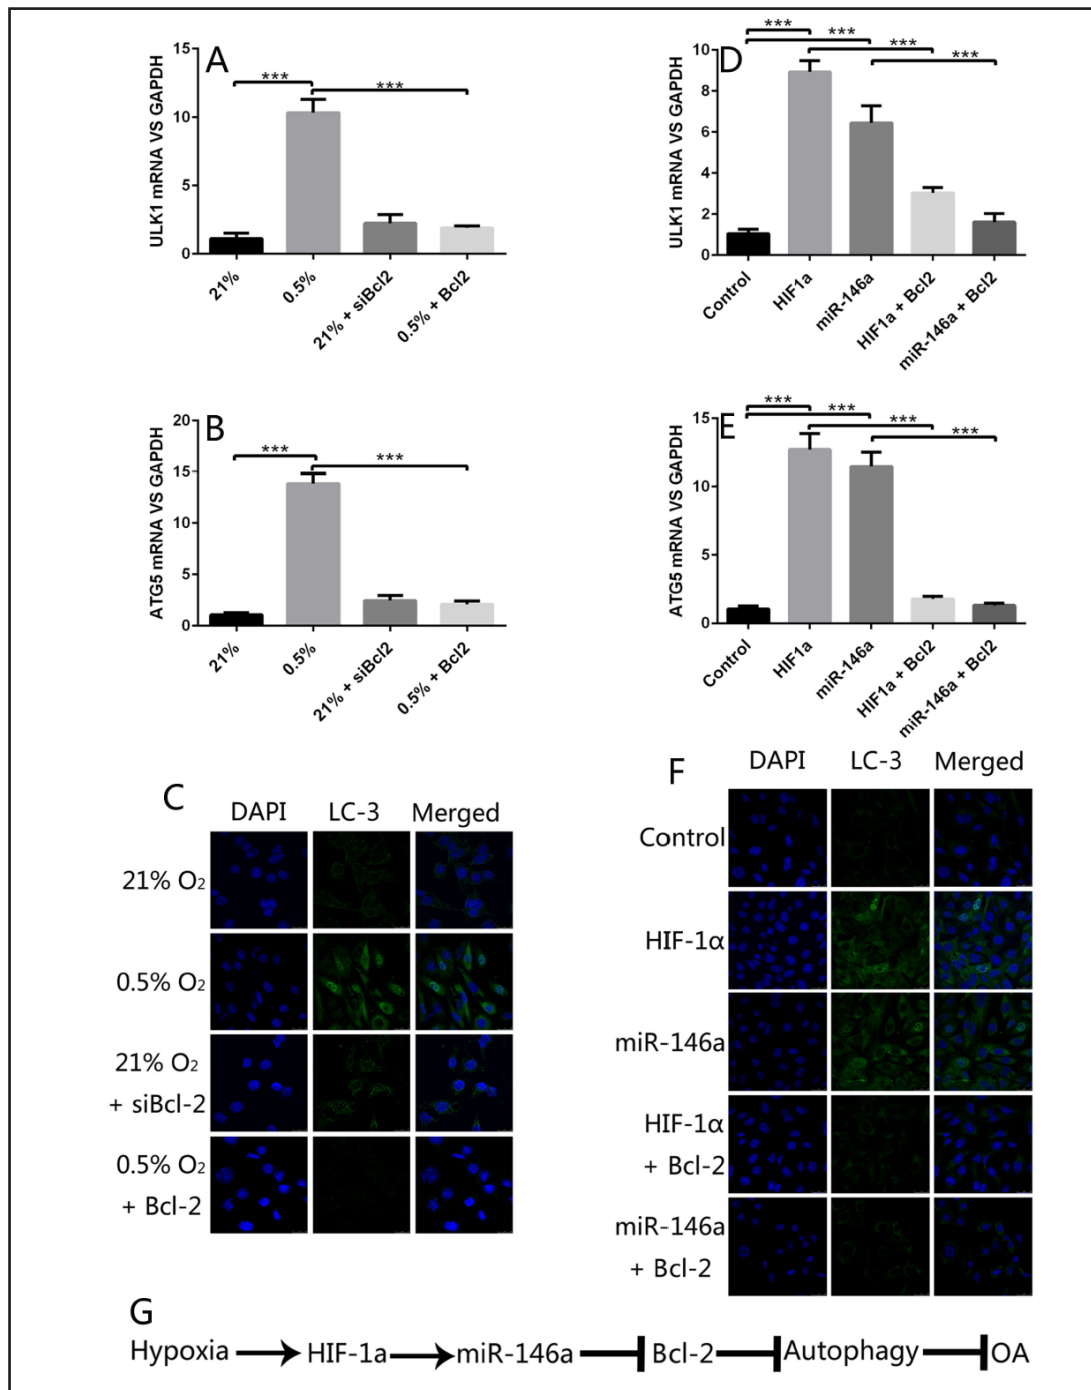 A
ULK1 mRNA VS GAPDH
15
10
5
0
***
***
21%
0.5%
21% + siBcl2
0.5% + Bcl2
D
ULK1 mRNA VS GAPDH
10
8
6
4
2
0
***
***
***
***
Control
HIF1a
miR-146a
HIF1a + Bcl2
miR-146a + Bcl2
B
ATG5 mRNA VS GAPDH
20
15
10
5
0
***
***
21%
0.5%
21% + siBcl2
0.5% + Bcl2
E
ATG5 mRNA VS GAPDH
15
10
5
0
***
***
***
***
Control
HIF1a
miR-146a
HIF1a + Bcl2
miR-146a + Bcl2
C
DAPI LC-3 Merged
21% O₂
0.5% O₂
21% O₂
+ siBcl-2
0.5% O₂
+ Bcl-2
F
DAPI LC-3 Merged
Control
HIF-1α
miR-146a
HIF-1α
+ Bcl-2
miR-146a
+ Bcl-2
G
Hypoxia HIF-1a miR-146a Bcl-2 Autophagy OA